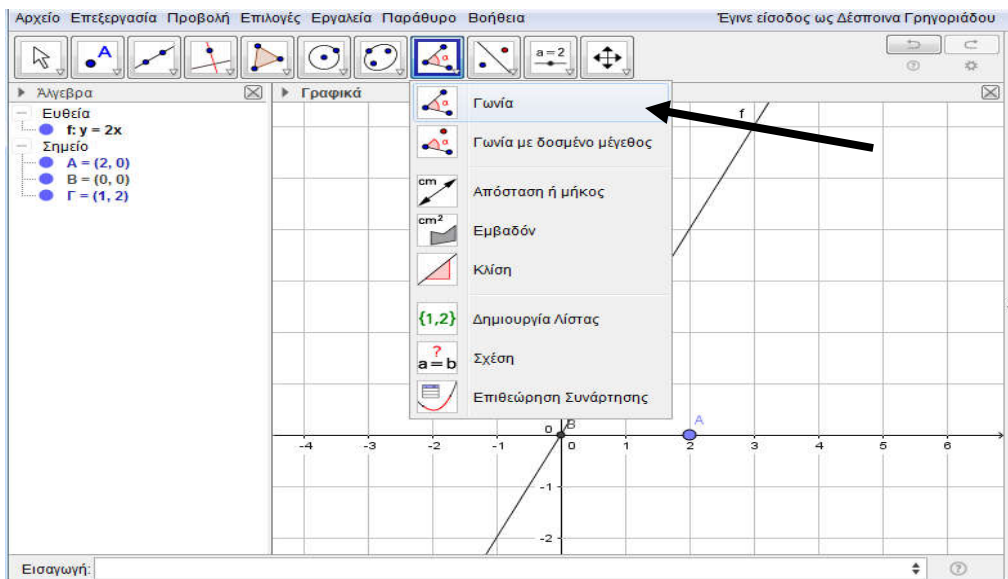 Αρχείο Επεξεργασία Προβολή Επιλογές Εργαλεία Παράθυρο Βοήθεια Έγινε είσοδος ως Δέσποινα Γρηγοριάδου
A α a = 2
Άλγεβρα
Ευθεία
f: y = 2x
Σημείο
A = (2, 0)
B = (0, 0)
Γ = (1, 2)
Γραφικά
α Γωνία
α Γωνία με δοσμένο μέγεθος
cm Απόσταση ή μήκος
cm² Εμβαδόν
Κλίση
{1,2} Δημιουργία Λίστας
a ≟ b Σχέση
Επιθεώρηση Συνάρτησης
f
0 B A
-4 -3 -2 -1 0 1 2 3 4 5 6
-1
-2
Εισαγωγή: